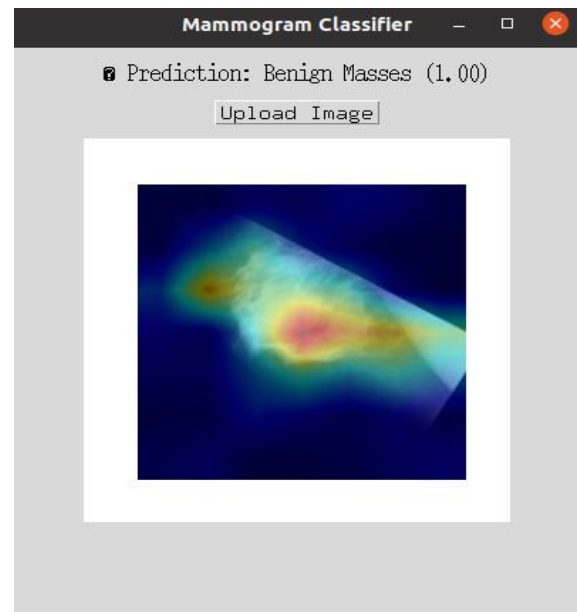 Mammogram Classifier
Prediction: Benign Masses (1.00)
Upload Image